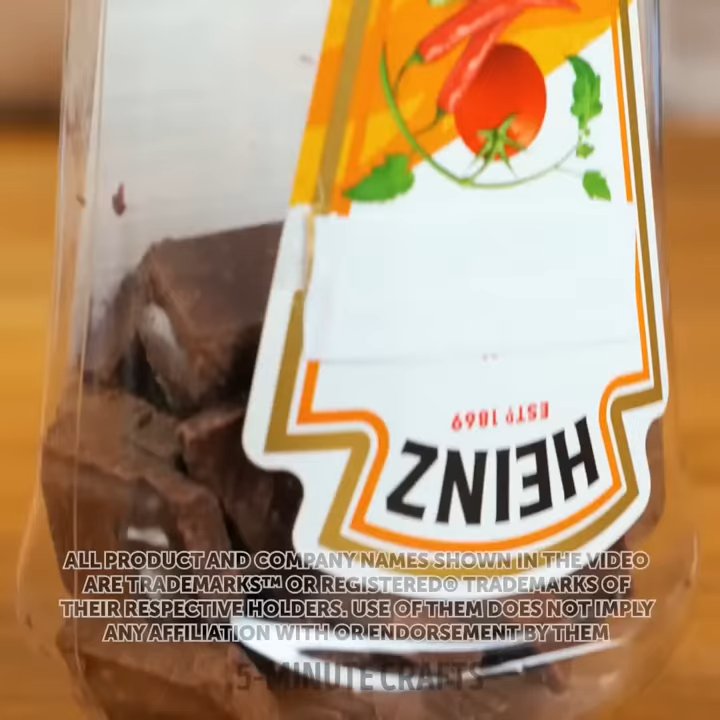 ESTD 1869
HEINZ
ALL PRODUCT AND COMPANY NAMES SHOWN IN THE VIDEO
ARE TRADEMARKS™ OR REGISTERED® TRADEMARKS OF
THEIR RESPECTIVE HOLDERS. USE OF THEM DOES NOT IMPLY
ANY AFFILIATION WITH OR ENDORSEMENT BY THEM
5-MINUTE CRAFTS